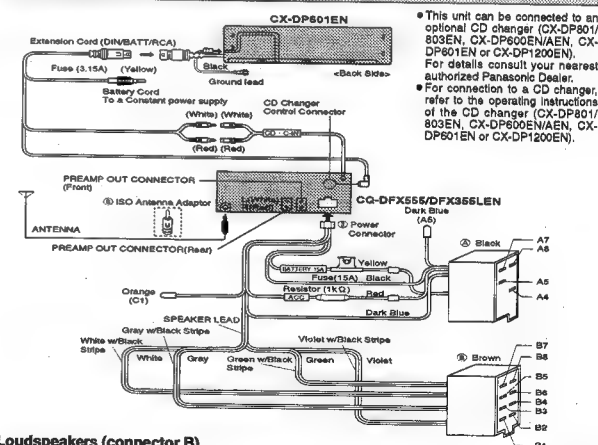 CX-DP601EN
Extension Cord (DIN/BATT/RCA)
Black
Fuse (3.15A) (Yellow)
Ground lead
<Back Side>
Battery Cord
To a Constant power supply
CD Changer
Control Connector
(White) (White)
CD·C-IN
(Red) (Red)
• This unit can be connected to an
optional CD changer (CX-DP801/
803EN, CX-DP600EN/AEN, CX-
DP601EN or CX-DP1200EN).
For details consult your nearest
authorized Panasonic Dealer.
• For connection to a CD changer,
refer to the operating instructions
of the CD changer (CX-DP801/
803EN, CX-DP600EN/AEN, CX-
DP601EN or CX-DP1200EN).
PREAMP OUT CONNECTOR
(Front)
Ⓖ ISO Antenna Adaptor
ANTENNA
PREAMP OUT CONNECTOR(Rear)
CQ-DFX555/DFX355LEN
Dark Blue
(A5)
Power
Connector
Ⓐ Black
A7
A8
A5
A4
Yellow
BATTERY 15A
Fuse(15A) Black
Resistor (1kΩ)
ACC
Red
Dark Blue
Orange
(C1)
SPEAKER LEAD
Gray w/Black Stripe
White w/Black
Stripe
White
Gray
Green w/Black
Stripe
Green
Violet w/Black Stripe
Violet
Ⓑ Brown
B7
B8
B5
B6
B4
B3
B2
B1
Loudspeakers (connector B)